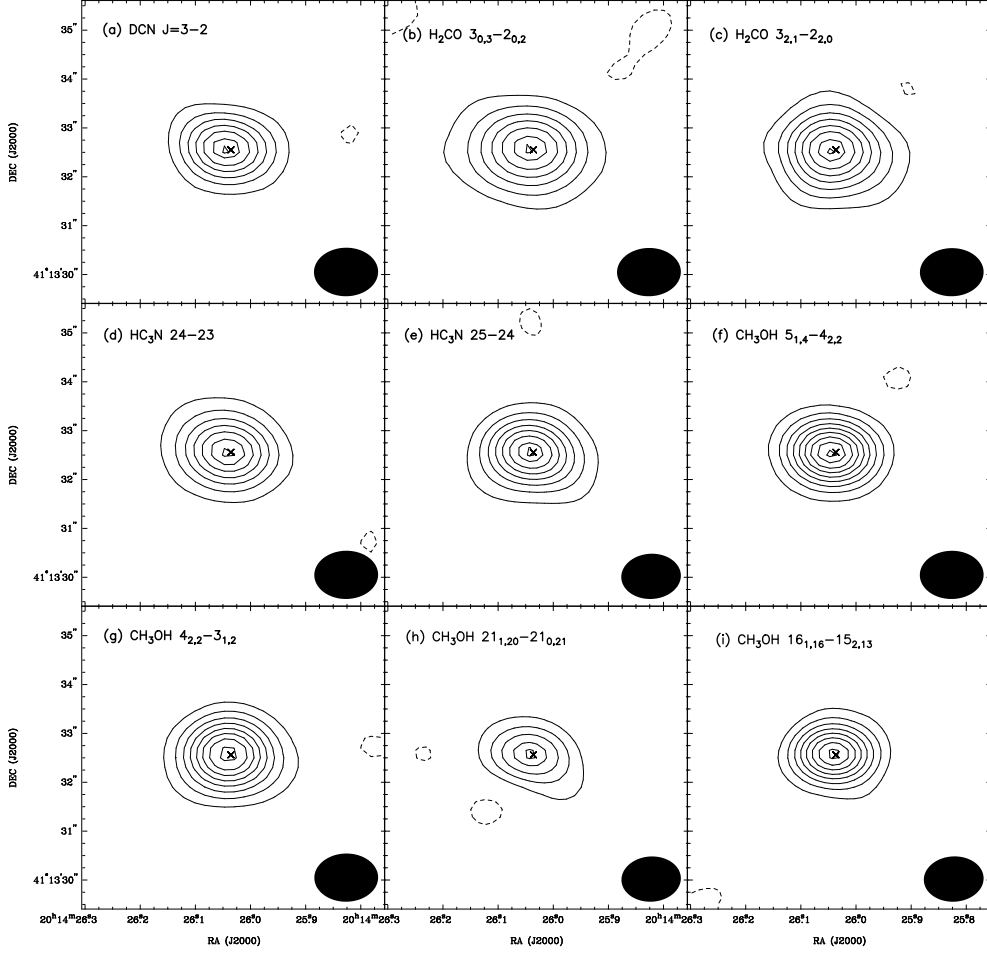 (a) DCN J=3−2
(b) H₂CO 3₀,₃−2₀,₂
(c) H₂CO 3₂,₁−2₂,₀
35"
34"
33"
32"
31"
41°13'30"
DEC (J2000)
(d) HC₃N 24−23
(e) HC₃N 25−24
(f) CH₃OH 5₁,₄−4₂,₂
35"
34"
33"
32"
31"
41°13'30"
DEC (J2000)
(g) CH₃OH 4₂,₂−3₁,₂
(h) CH₃OH 21₁,₂₀−21₀,₂₁
(i) CH₃OH 16₁,₁₆−15₂,₁₃
35"
34"
33"
32"
31"
41°13'30"
DEC (J2000)
20ʰ14ᵐ26ˢ.3 26ˢ.2 26ˢ.1 26ˢ.0 25ˢ.9 20ʰ14ᵐ26ˢ.3 26ˢ.2 26ˢ.1 26ˢ.0 25ˢ.9 20ʰ14ᵐ26ˢ.3 26ˢ.2 26ˢ.1 26ˢ.0 25ˢ.9 25ˢ.8
RA (J2000) RA (J2000) RA (J2000)